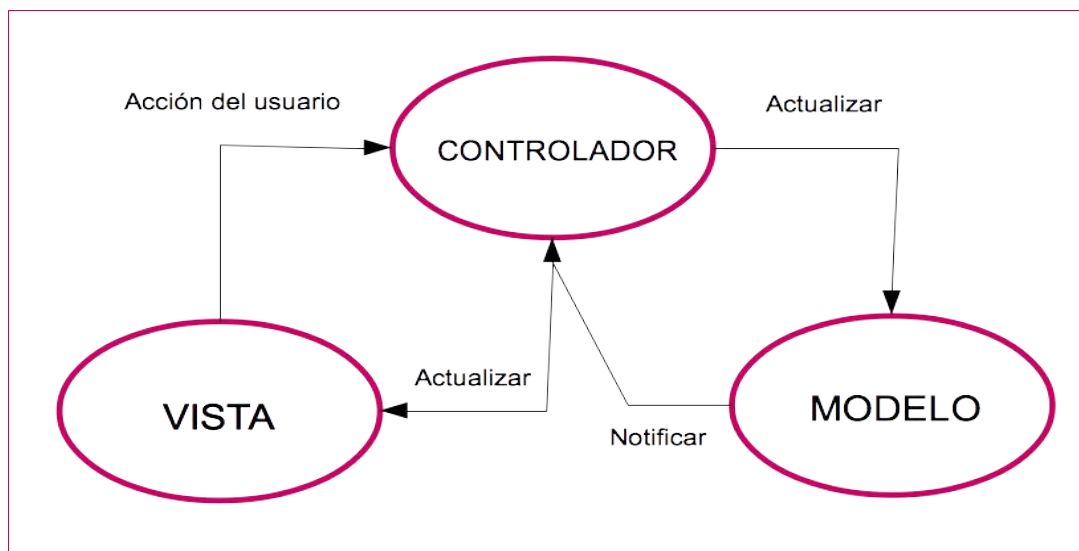 Acción del usuario
Actualizar
CONTROLADOR
Actualizar
VISTA
MODELO
Notificar